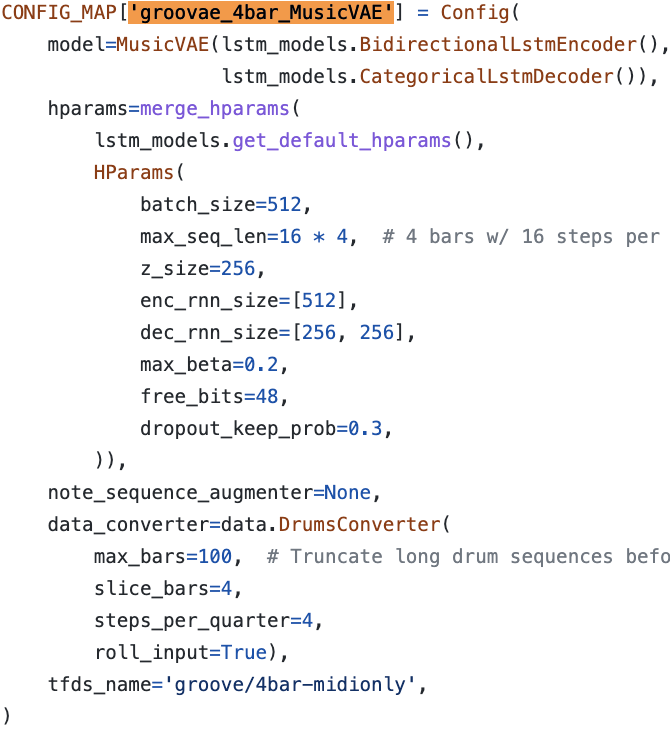 CONFIG_MAP['groovae_4bar_MusicVAE'] = Config(
    model=MusicVAE(lstm_models.BidirectionalLstmEncoder(),
                   lstm_models.CategoricalLstmDecoder()),
    hparams=merge_hparams(
        lstm_models.get_default_hparams(),
        HParams(
            batch_size=512,
            max_seq_len=16 * 4,  # 4 bars w/ 16 steps per
            z_size=256,
            enc_rnn_size=[512],
            dec_rnn_size=[256, 256],
            max_beta=0.2,
            free_bits=48,
            dropout_keep_prob=0.3,
        )),
    note_sequence_augmenter=None,
    data_converter=data.DrumsConverter(
        max_bars=100,  # Truncate long drum sequences befo
        slice_bars=4,
        steps_per_quarter=4,
        roll_input=True),
    tfds_name='groove/4bar-midionly',
)